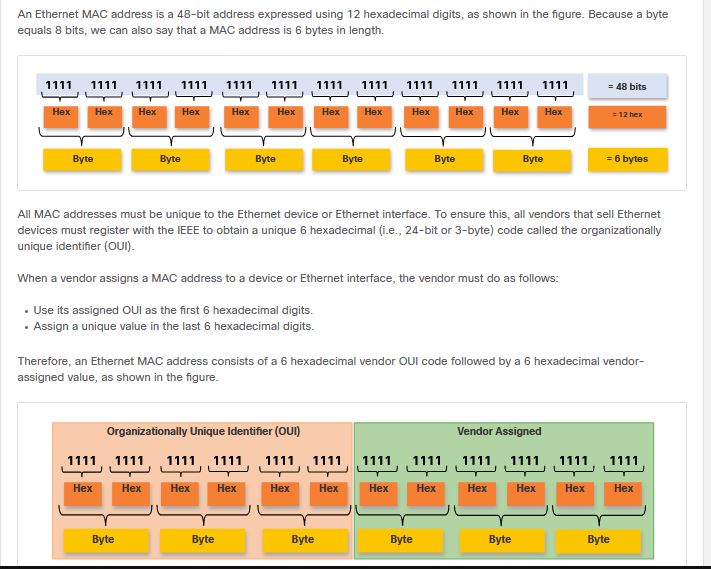 An Ethernet MAC address is a 48-bit address expressed using 12 hexadecimal digits, as shown in the figure. Because a byte
equals 8 bits, we can also say that a MAC address is 6 bytes in length.
1111 1111 1111 1111 1111 1111 1111 1111 1111 1111 1111 1111 = 48 bits
Hex Hex Hex Hex Hex Hex Hex Hex Hex Hex Hex Hex = 12 hex
Byte Byte Byte Byte Byte Byte = 6 bytes
All MAC addresses must be unique to the Ethernet device or Ethernet interface. To ensure this, all vendors that sell Ethernet
devices must register with the IEEE to obtain a unique 6 hexadecimal (i.e., 24-bit or 3-byte) code called the organizationally
unique identifier (OUI).
When a vendor assigns a MAC address to a device or Ethernet interface, the vendor must do as follows:
• Use its assigned OUI as the first 6 hexadecimal digits.
• Assign a unique value in the last 6 hexadecimal digits.
Therefore, an Ethernet MAC address consists of a 6 hexadecimal vendor OUI code followed by a 6 hexadecimal vendor-
assigned value, as shown in the figure.
Organizationally Unique Identifier (OUI) Vendor Assigned
1111 1111 1111 1111 1111 1111 1111 1111 1111 1111 1111 1111
Hex Hex Hex Hex Hex Hex Hex Hex Hex Hex Hex Hex
Byte Byte Byte Byte Byte Byte